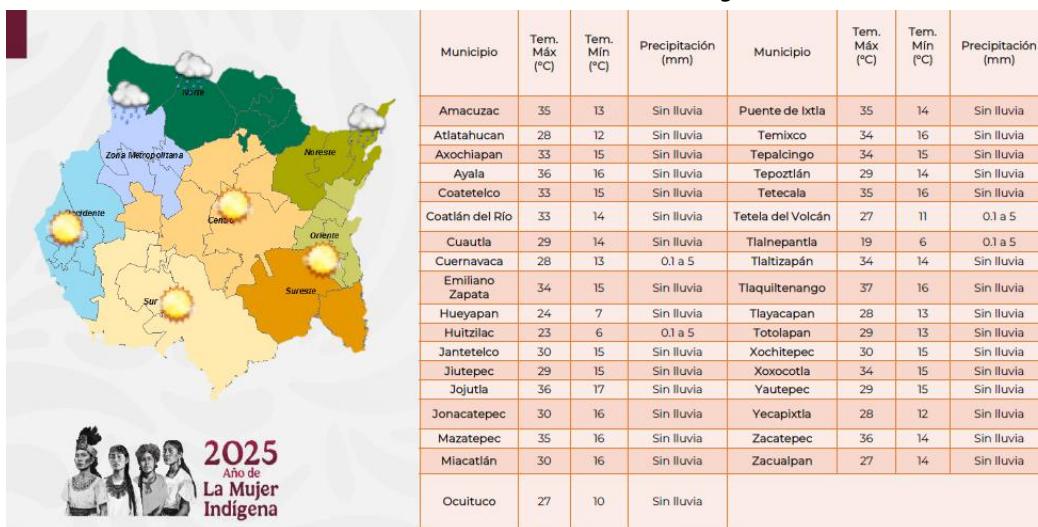 Norte
Zona Metropolitana
Noreste
Occidente
Centro
Oriente
Sur
Sureste
2025
Año de
La Mujer
Indígena
Municipio Tem. Máx (°C) Tem. Mín (°C) Precipitación (mm) Municipio Tem. Máx (°C) Tem. Mín (°C) Precipitación (mm)
Amacuzac 35 13 Sin lluvia Puente de Ixtla 35 14 Sin lluvia
Atlatahucan 28 12 Sin lluvia Temixco 34 16 Sin lluvia
Axochiapan 33 15 Sin lluvia Tepalcingo 34 15 Sin lluvia
Ayala 36 16 Sin lluvia Tepoztlán 29 14 Sin lluvia
Coatetelco 33 15 Sin lluvia Tetecala 35 16 Sin lluvia
Coatlán del Río 33 14 Sin lluvia Tetela del Volcán 27 11 0.1 a 5
Cuautla 29 14 Sin lluvia Tlalnepantla 19 6 0.1 a 5
Cuernavaca 28 13 0.1 a 5 Tlaltizapán 34 14 Sin lluvia
Emiliano Zapata 34 15 Sin lluvia Tlaquiltenango 37 16 Sin lluvia
Hueyapan 24 7 Sin lluvia Tlayacapan 28 13 Sin lluvia
Huitzilac 23 6 0.1 a 5 Totolapan 29 13 Sin lluvia
Jantetelco 30 15 Sin lluvia Xochitepec 30 15 Sin lluvia
Jiutepec 29 15 Sin lluvia Xoxocotla 34 15 Sin lluvia
Jojutla 36 17 Sin lluvia Yautepec 29 15 Sin lluvia
Jonacatepec 30 16 Sin lluvia Yecapixtla 28 12 Sin lluvia
Mazatepec 35 16 Sin lluvia Zacatepec 36 14 Sin lluvia
Miacatlán 30 16 Sin lluvia Zacualpan 27 14 Sin lluvia
Ocuituco 27 10 Sin lluvia